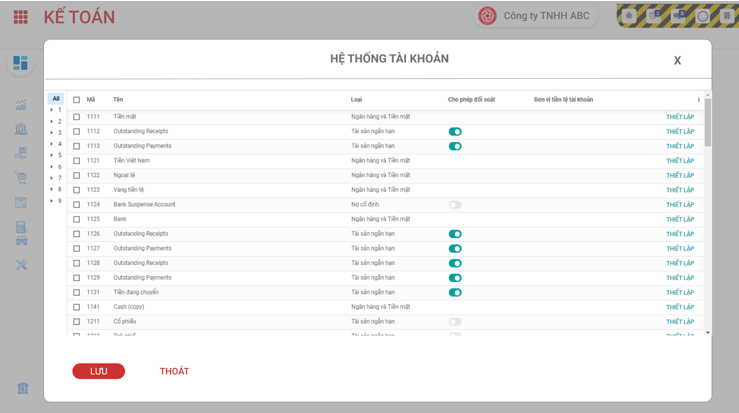 KẾ TOÁN
Công ty TNHH ABC
HỆ THỐNG TÀI KHOẢN
X
All
1
2
3
4
5
6
7
8
9
Mã Tên Loại Cho phép đối soát Đơn vị tiền tệ tài khoản
1111 Tiền mặt Ngân hàng và Tiền mặt THIẾT LẬP
1112 Outstanding Receipts Tài sản ngắn hạn THIẾT LẬP
1113 Outstanding Payments Tài sản ngắn hạn THIẾT LẬP
1121 Tiền Việt Nam Ngân hàng và Tiền mặt THIẾT LẬP
1122 Ngoại tệ Ngân hàng và Tiền mặt THIẾT LẬP
1123 Vàng tiền tệ Ngân hàng và Tiền mặt THIẾT LẬP
1124 Bank Suspense Account Nợ cố định THIẾT LẬP
1125 Bank Ngân hàng và Tiền mặt THIẾT LẬP
1126 Outstanding Receipts Tài sản ngắn hạn THIẾT LẬP
1127 Outstanding Payments Tài sản ngắn hạn THIẾT LẬP
1128 Outstanding Receipts Tài sản ngắn hạn THIẾT LẬP
1129 Outstanding Payments Tài sản ngắn hạn THIẾT LẬP
1131 Tiền đang chuyển Tài sản ngắn hạn THIẾT LẬP
1141 Cash (copy) Ngân hàng và Tiền mặt THIẾT LẬP
1211 Cổ phiếu Tài sản ngắn hạn THIẾT LẬP
1212 Tài sản ngắn hạn THIẾT LẬP
LƯU
THOÁT